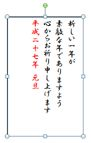 新しい一年が
素敵な年でありますよう
心からお祈り申し上げます
平成二十七年 元旦